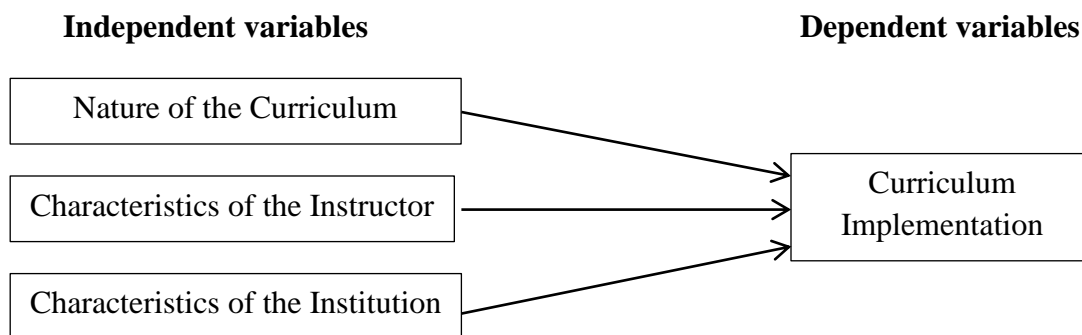 Independent variables
Dependent variables
Nature of the Curriculum
Characteristics of the Instructor
Characteristics of the Institution
Curriculum
Implementation